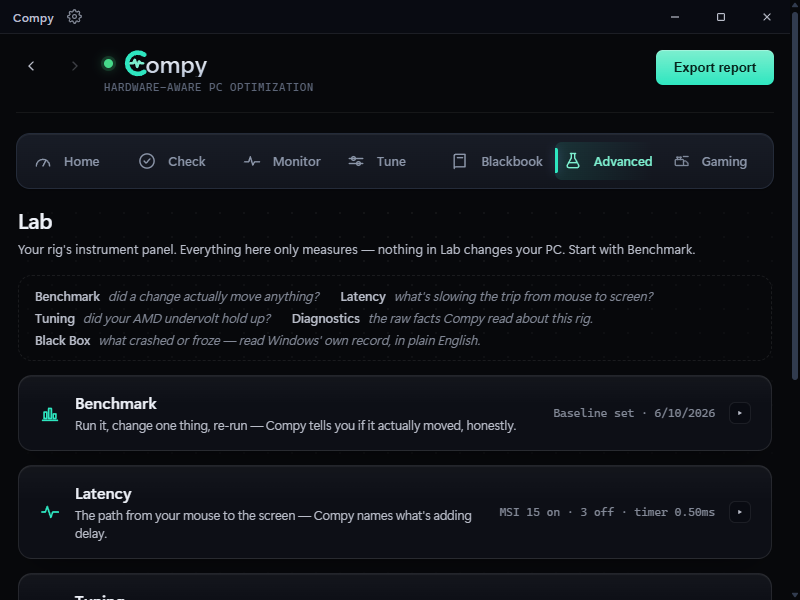 Compy
Compy
HARDWARE-AWARE PC OPTIMIZATION
Export report
Home Check Monitor Tune Blackbook Advanced Gaming
Lab
Your rig's instrument panel. Everything here only measures — nothing in Lab changes your PC. Start with Benchmark.
Benchmark did a change actually move anything? Latency what's slowing the trip from mouse to screen?
Tuning did your AMD undervolt hold up? Diagnostics the raw facts Compy read about this rig.
Black Box what crashed or froze — read Windows' own record, in plain English.
Benchmark
Run it, change one thing, re-run — Compy tells you if it actually moved, honestly.
Baseline set · 6/10/2026
Latency
The path from your mouse to the screen — Compy names what's adding
delay.
MSI 15 on · 3 off · timer 0.50ms
Tuning